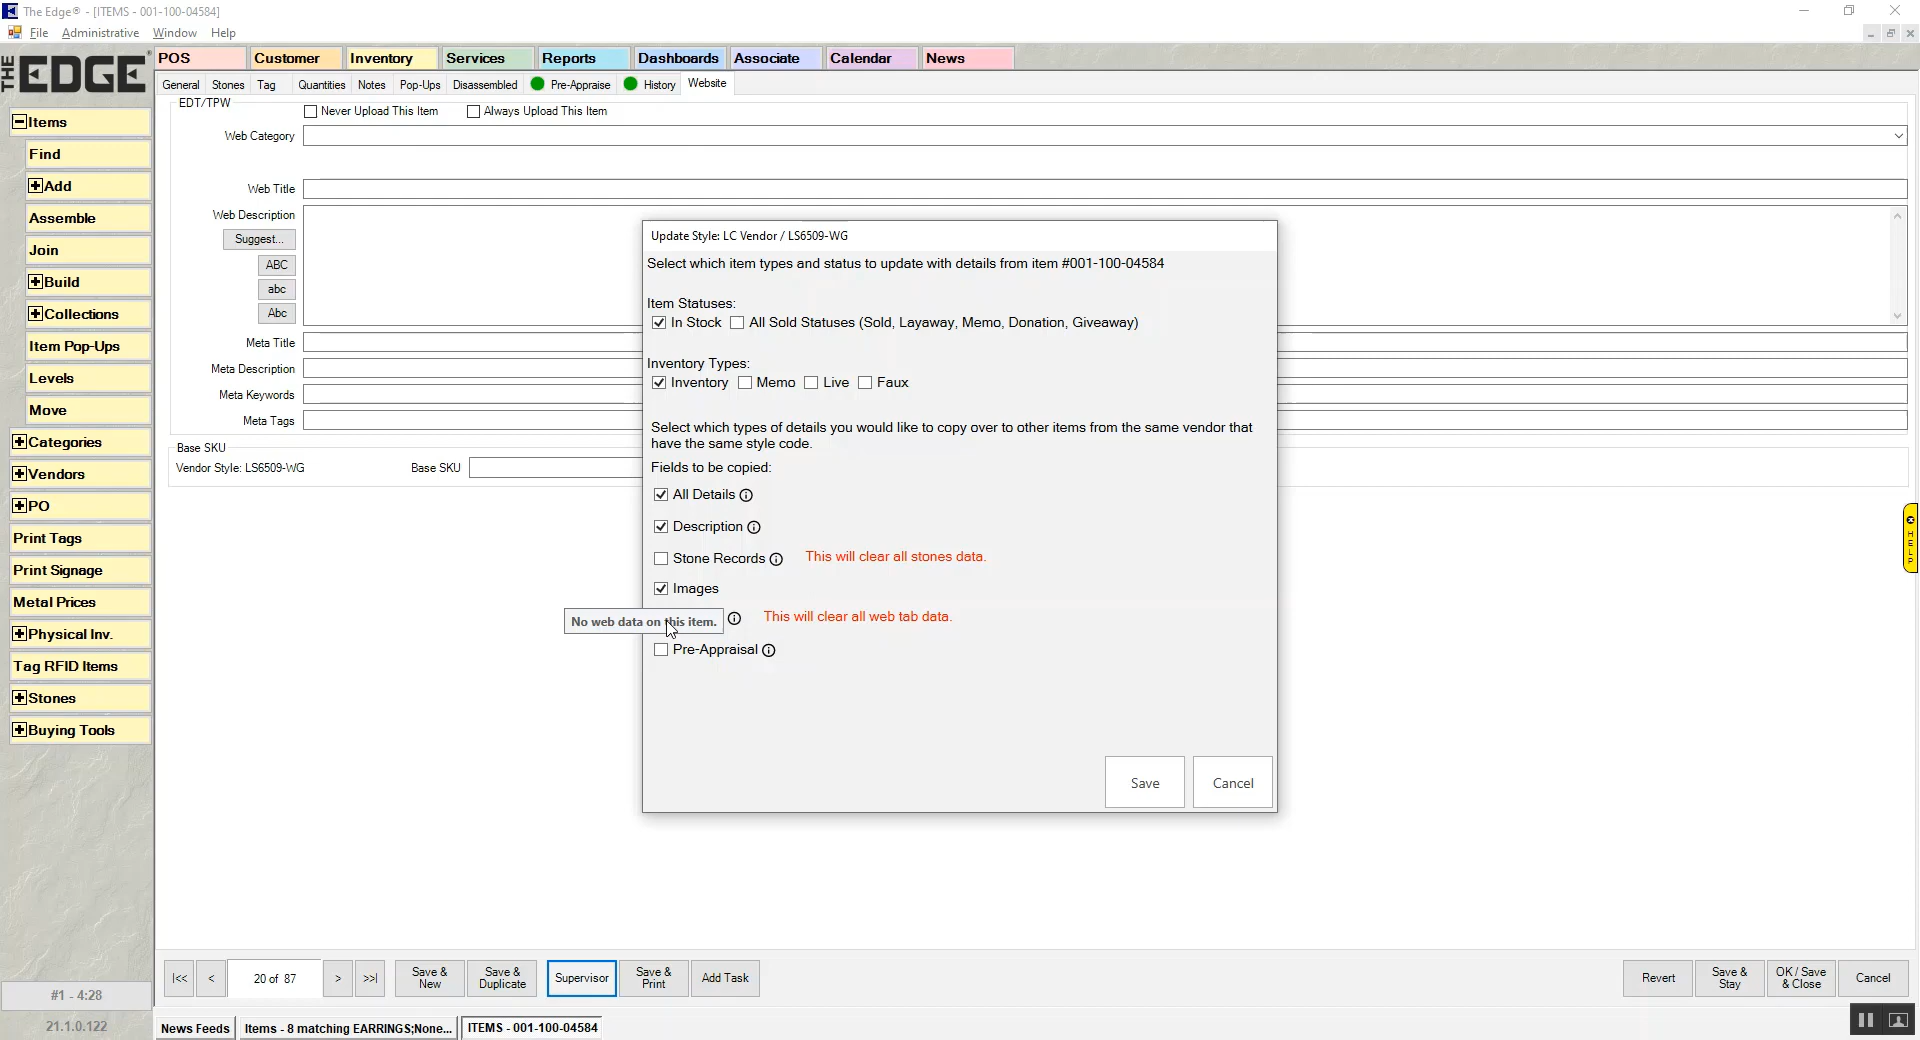 The Edge® - [ITEMS - 001-100-04584]
File Administrative Window Help
THE EDGE®
POS Customer Inventory Services Reports Dashboards Associate Calendar News
General Stones Tag Quantities Notes Pop-Ups Disassembled Pre-Appraise History Website
Items
Find
Add
Assemble
Join
Build
Collections
Item Pop-Ups
Levels
Move
Categories
Vendors
PO
Print Tags
Print Signage
Metal Prices
Physical Inv.
Tag RFID Items
Stones
Buying Tools
#1 - 4:28
21.1.0.122
EDT/TPW
Never Upload This Item Always Upload This Item
Web Category
Web Title
Web Description
Suggest...
ABC
abc
Abc
Meta Title
Meta Description
Meta Keywords
Meta Tags
Base SKU
Vendor Style: LS6509-WG Base SKU
Update Style: LC Vendor / LS6509-WG
Select which item types and status to update with details from item #001-100-04584
Item Statuses:
In Stock All Sold Statuses (Sold, Layaway, Memo, Donation, Giveaway)
Inventory Types:
Inventory Memo Live Faux
Select which types of details you would like to copy over to other items from the same vendor that
have the same style code.
Fields to be copied:
All Details
Description
Stone Records This will clear all stones data.
Images
No web data on this item. This will clear all web tab data.
Pre-Appraisal
Save Cancel
HELP
|<< < 20 of 87 > >>|
Save &
New
Save &
Duplicate
Supervisor
Save &
Print
Add Task
Revert
Save &
Stay
OK / Save
& Close
Cancel
News Feeds Items - 8 matching EARRINGS;None... ITEMS - 001-100-04584